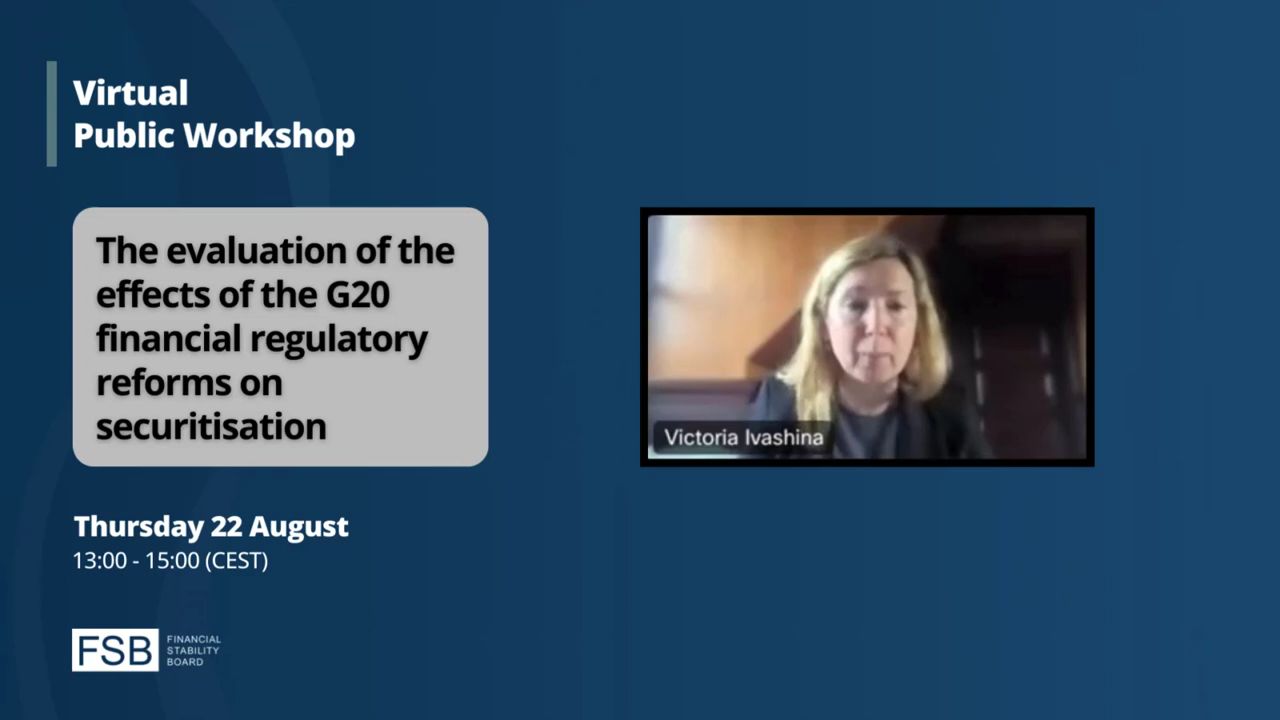 Virtual
Public Workshop
The evaluation of the
effects of the G20
financial regulatory
reforms on
securitisation
Victoria Ivashina
Thursday 22 August
13:00 - 15:00 (CEST)
FSB
FINANCIAL
STABILITY
BOARD